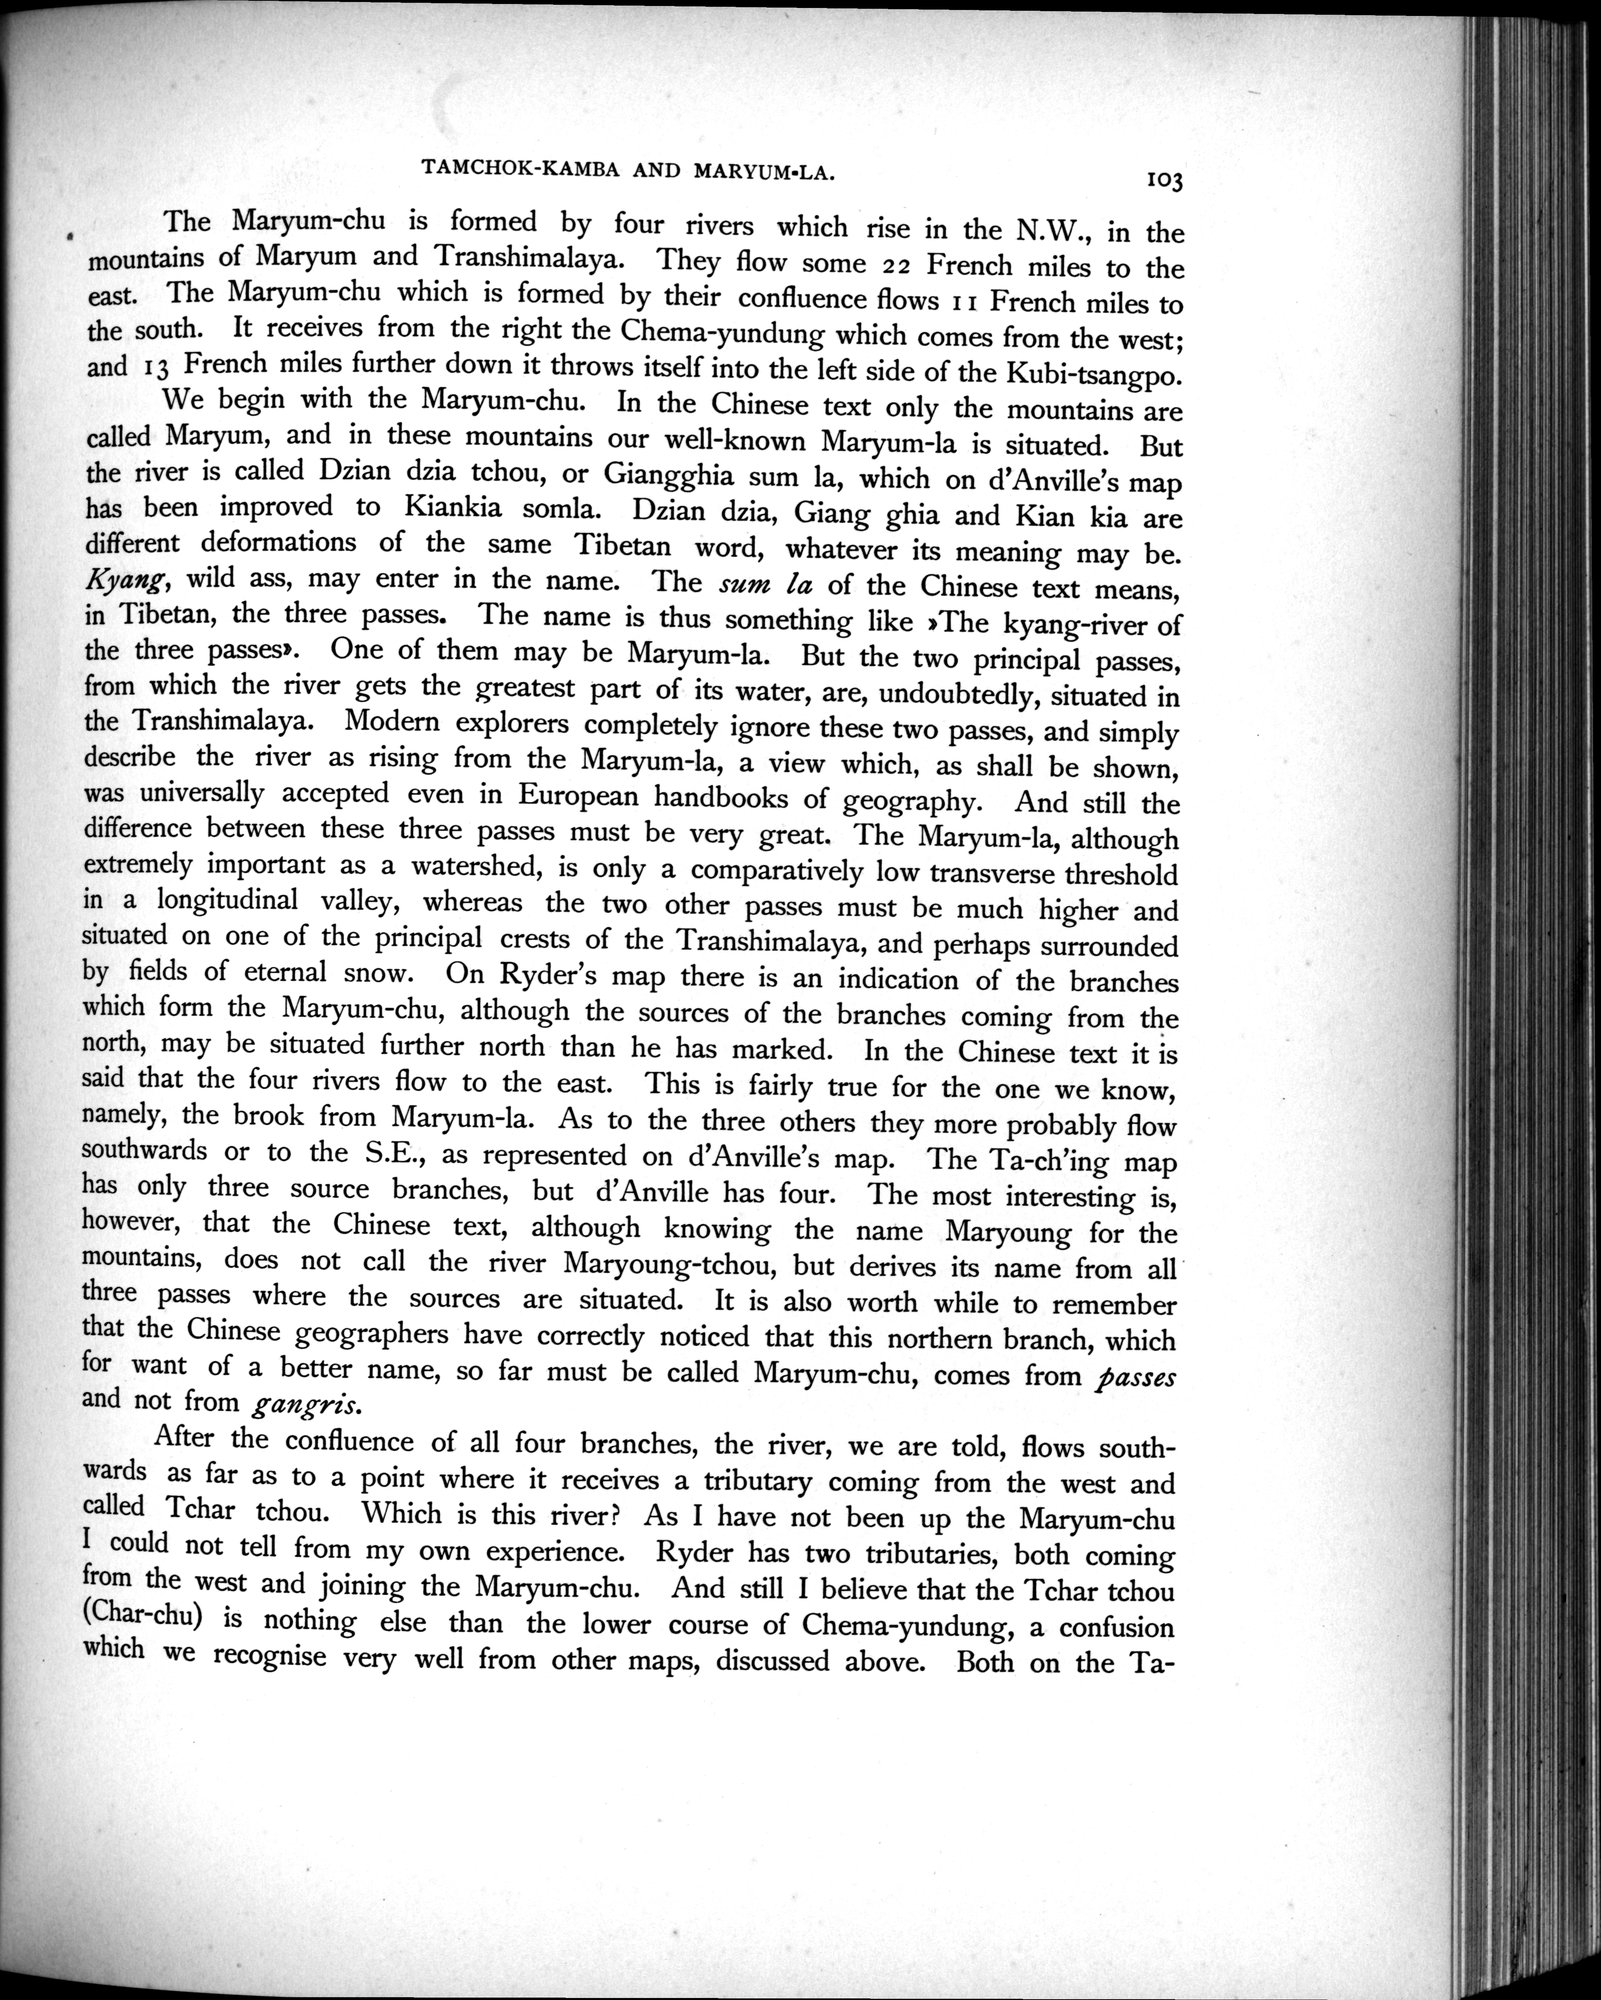 TAMCHOK-KAMBA AND MARYUM-LA.
103
The Maryum-chu is formed by four rivers which rise in the N.W., in the
mountains of Maryum and Transhimalaya. They flow some 22 French miles to the
east. The Maryum-chu which is formed by their confluence flows 11 French miles to
the south. It receives from the right the Chema-yundung which comes from the west;
and 13 French miles further down it throws itself into the left side of the Kubi-tsangpo.
We begin with the Maryum-chu. In the Chinese text only the mountains are
called Maryum, and in these mountains our well-known Maryum-la is situated. But
the river is called Dzian dzia tchou, or Giangghia sum la, which on d'Anville's map
has been improved to Kiankia somla. Dzian dzia, Giang ghia and Kian kia are
different deformations of the same Tibetan word, whatever its meaning may be.
Kyang, wild ass, may enter in the name. The sum la of the Chinese text means,
in Tibetan, the three passes. The name is thus something like »The kyang-river of
the three passes». One of them may be Maryum-la. But the two principal passes,
from which the river gets the greatest part of its water, are, undoubtedly, situated in
the Transhimalaya. Modern explorers completely ignore these two passes, and simply
describe the river as rising from the Maryum-la, a view which, as shall be shown,
was universally accepted even in European handbooks of geography. And still the
difference between these three passes must be very great. The Maryum-la, although
extremely important as a watershed, is only a comparatively low transverse threshold
in a longitudinal valley, whereas the two other passes must be much higher and
situated on one of the principal crests of the Transhimalaya, and perhaps surrounded
by fields of eternal snow. On Ryder's map there is an indication of the branches
which form the Maryum-chu, although the sources of the branches coming from the
north, may be situated further north than he has marked. In the Chinese text it is
said that the four rivers flow to the east. This is fairly true for the one we know,
namely, the brook from Maryum-la. As to the three others they more probably flow
southwards or to the S.E., as represented on d'Anville's map. The Ta-ch'ing map
has only three source branches, but d'Anville has four. The most interesting is,
however, that the Chinese text, although knowing the name Maryoung for the
mountains, does not call the river Maryoung-tchou, but derives its name from all
three passes where the sources are situated. It is also worth while to remember
that the Chinese geographers have correctly noticed that this northern branch, which
for want of a better name, so far must be called Maryum-chu, comes from passes
and not from gangris.
After the confluence of all four branches, the river, we are told, flows south-
wards as far as to a point where it receives a tributary coming from the west and
called Tchar tchou. Which is this river? As I have not been up the Maryum-chu
I could not tell from my own experience. Ryder has two tributaries, both coming
from the west and joining the Maryum-chu. And still I believe that the Tchar tchou
(Char-chu) is nothing else than the lower course of Chema-yundung, a confusion
which we recognise very well from other maps, discussed above. Both on the Ta-